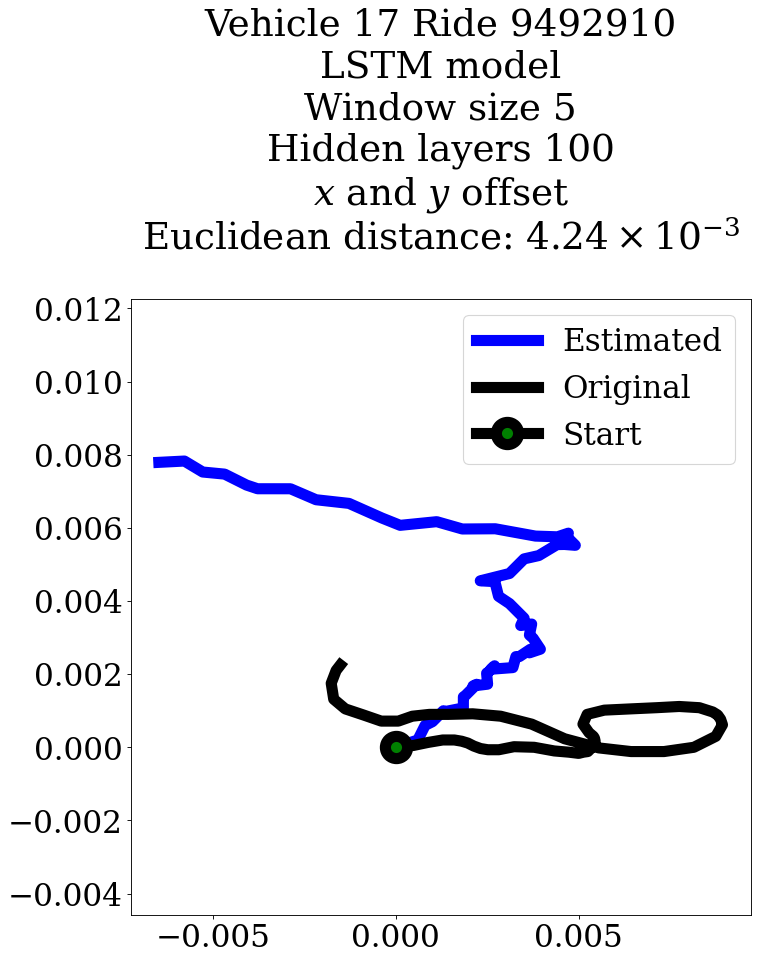 Vehicle 17 Ride 9492910
LSTM model
Window size 5
Hidden layers 100
x and y offset
Euclidean distance: 4.24 × 10⁻³
Estimated
Original
Start
0.012
0.010
0.008
0.006
0.004
0.002
0.000
−0.002
−0.004
−0.005 0.000 0.005